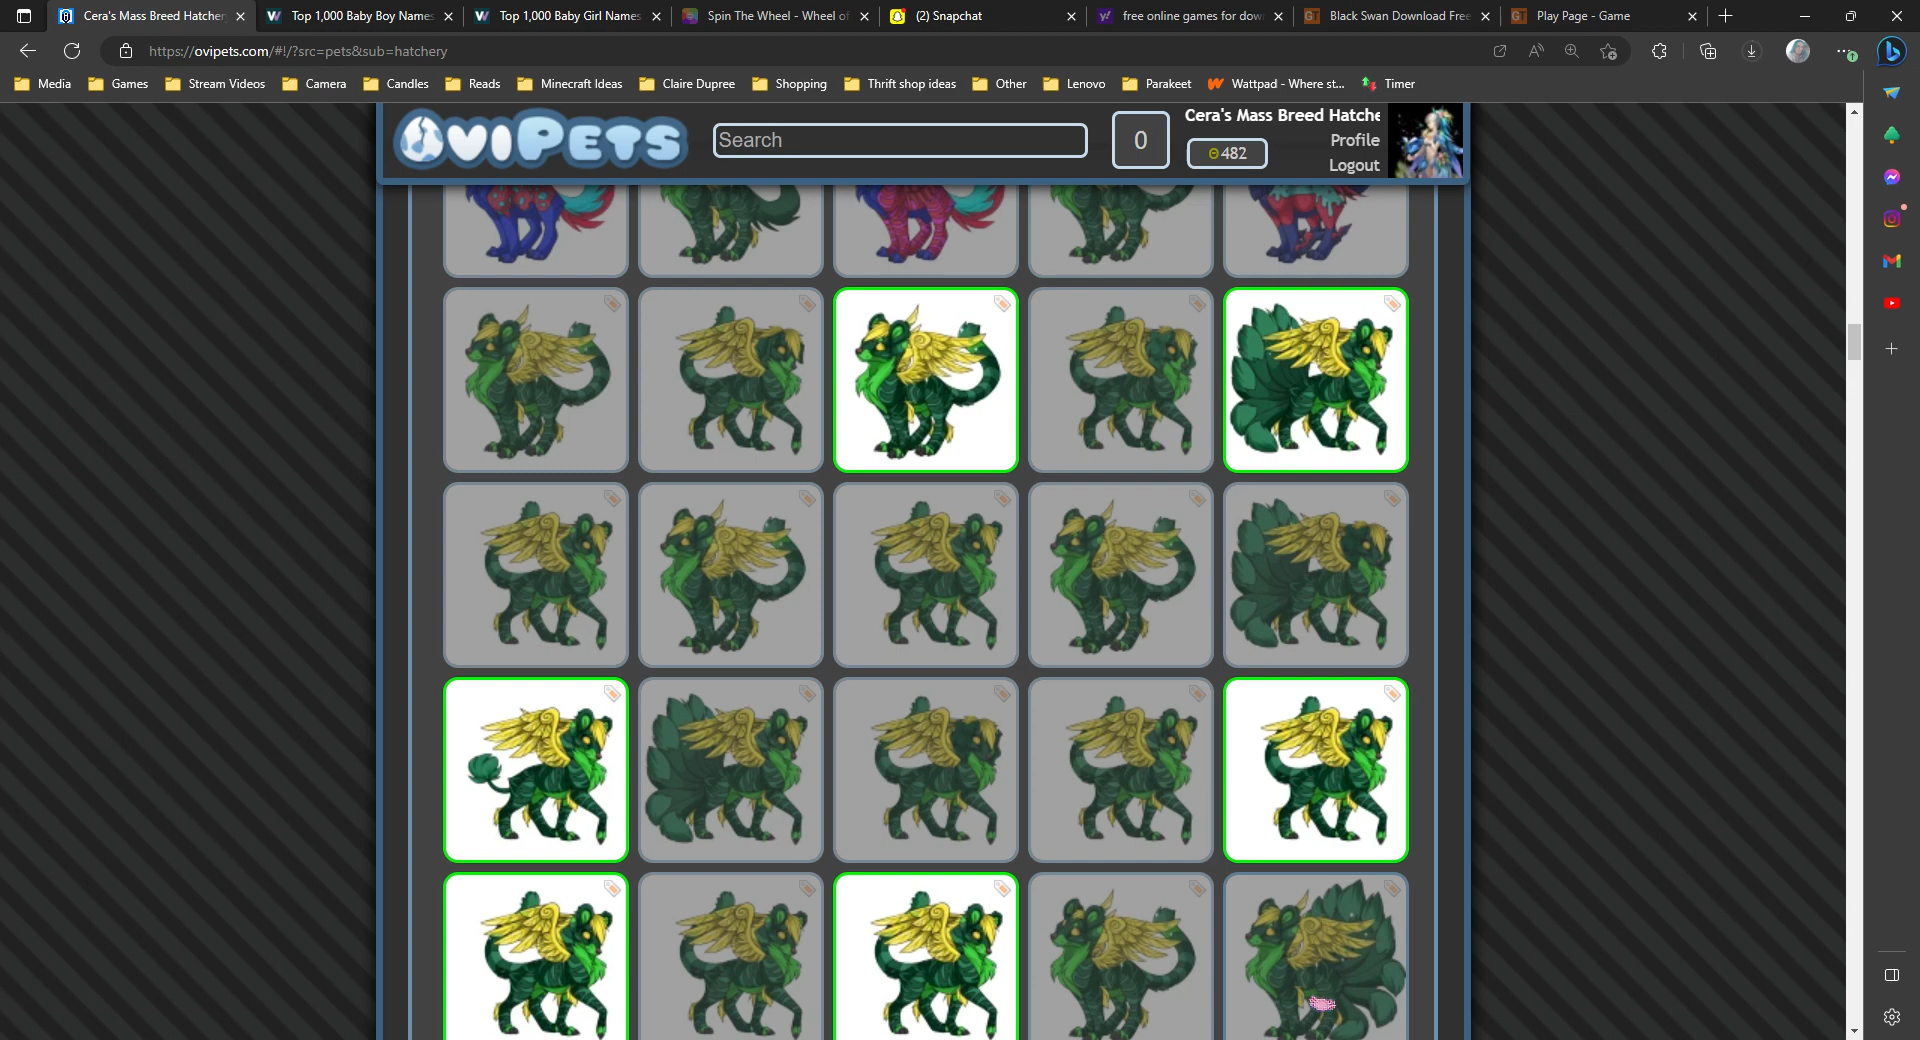 Cera's Mass Breed Hatcher
Top 1,000 Baby Boy Names
Top 1,000 Baby Girl Names
Spin The Wheel - Wheel of
(2) Snapchat
free online games for dow
Black Swan Download Free
Play Page - Game
https://ovipets.com/#!/?src=pets&sub=hatchery
Media
Games
Stream Videos
Camera
Candles
Reads
Minecraft Ideas
Claire Dupree
Shopping
Thrift shop ideas
Other
Lenovo
Parakeet
Wattpad - Where st...
Timer
OviPets
Search
0
Cera's Mass Breed Hatche
482
Profile
Logout